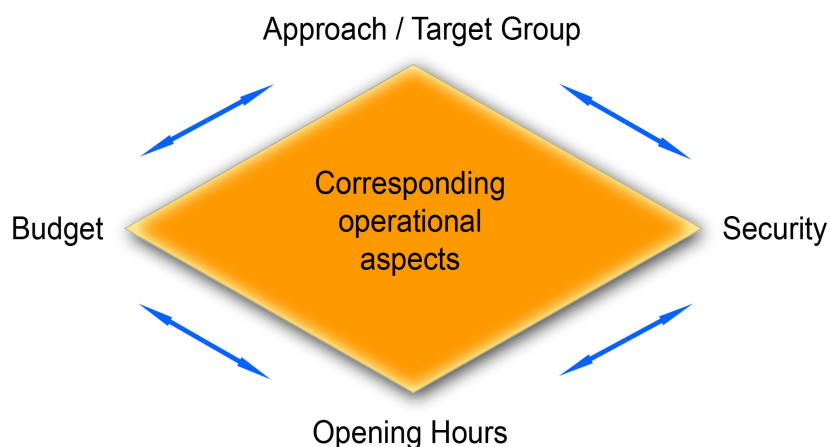 Approach / Target Group
Corresponding
operational
aspects
Budget
Security
Opening Hours